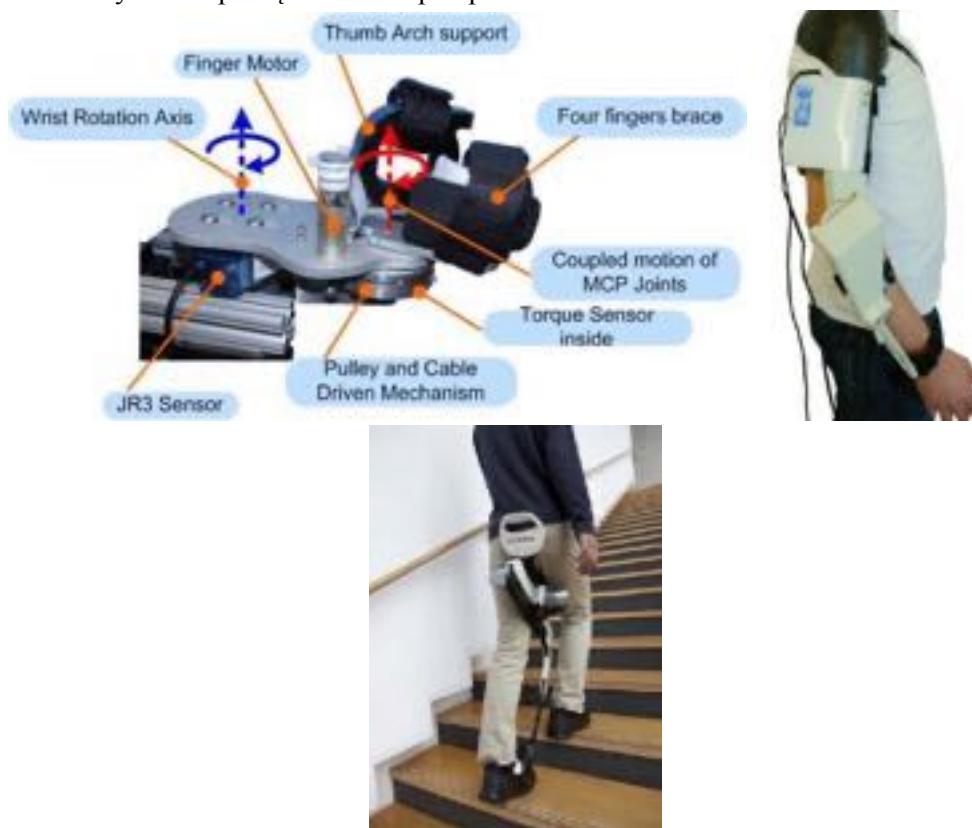 Thumb Arch support
Finger Motor
Wrist Rotation Axis
Four fingers brace
Coupled motion of
MCP Joints
Torque Sensor
inside
Pulley and Cable
Driven Mechanism
JR3 Sensor